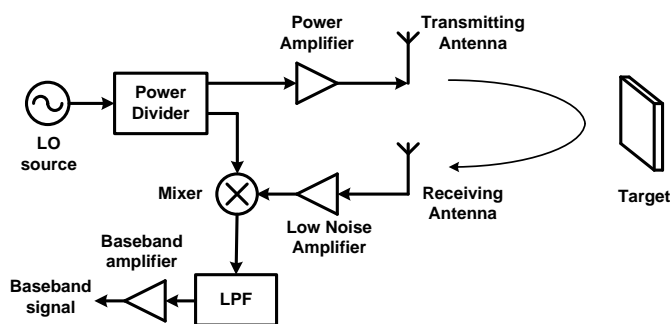 Power
Amplifier
Transmitting
Antenna
Power
Divider
LO
source
Mixer
Low Noise
Amplifier
Receiving
Antenna
Target
Baseband
amplifier
Baseband
signal
LPF